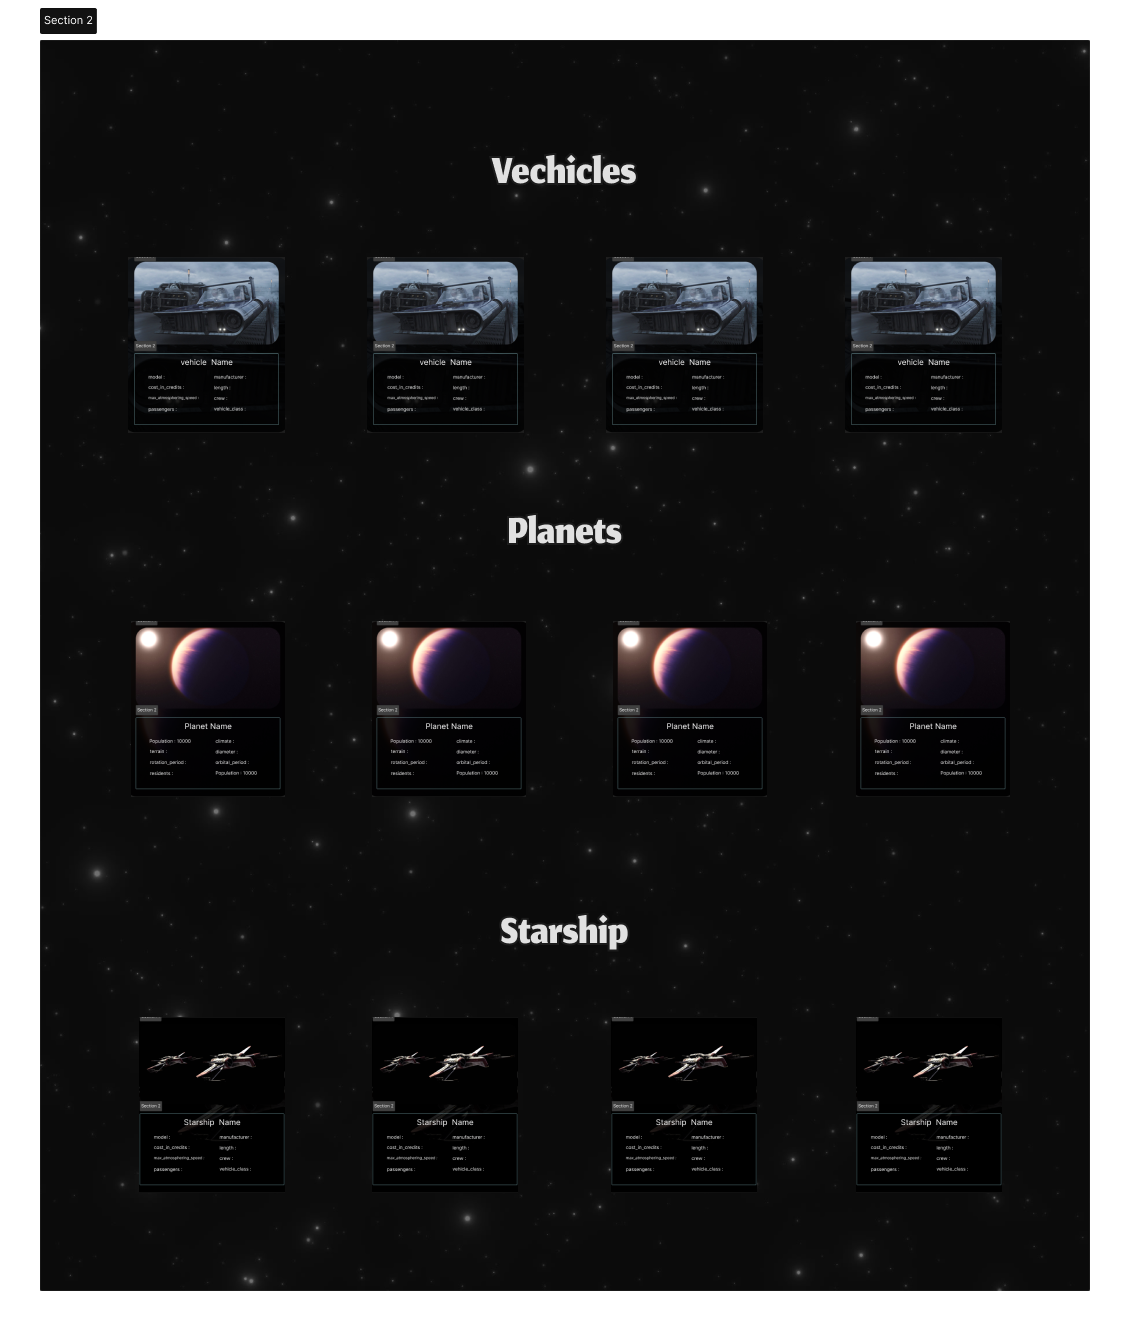 Section 2
Vechicles
Section 2 Section 2 Section 2 Section 2
vehicle Name vehicle Name vehicle Name vehicle Name
model : manufacturer : model : manufacturer : model : manufacturer : model : manufacturer :
cost_in_credits : length : cost_in_credits : length : cost_in_credits : length : cost_in_credits : length :
max_atmosphering_speed : crew : max_atmosphering_speed : crew : max_atmosphering_speed : crew : max_atmosphering_speed : crew :
passengers : vehicle_class : passengers : vehicle_class : passengers : vehicle_class : passengers : vehicle_class :
Planets
Section 2 Section 2 Section 2 Section 2
Planet Name Planet Name Planet Name Planet Name
Population : 10000 climate : Population : 10000 climate : Population : 10000 climate : Population : 10000 climate :
terrain : diameter : terrain : diameter : terrain : diameter : terrain : diameter :
rotation_period : orbital_period : rotation_period : orbital_period : rotation_period : orbital_period : rotation_period : orbital_period :
residents : Population : 10000 residents : Population : 10000 residents : Population : 10000 residents : Population : 10000
Starship
Section 2 Section 2 Section 2 Section 2
Starship Name Starship Name Starship Name Starship Name
model : manufacturer : model : manufacturer : model : manufacturer : model : manufacturer :
cost_in_credits : length : cost_in_credits : length : cost_in_credits : length : cost_in_credits : length :
max_atmosphering_speed : crew : max_atmosphering_speed : crew : max_atmosphering_speed : crew : max_atmosphering_speed : crew :
passengers : vehicle_class : passengers : vehicle_class : passengers : vehicle_class : passengers : vehicle_class :